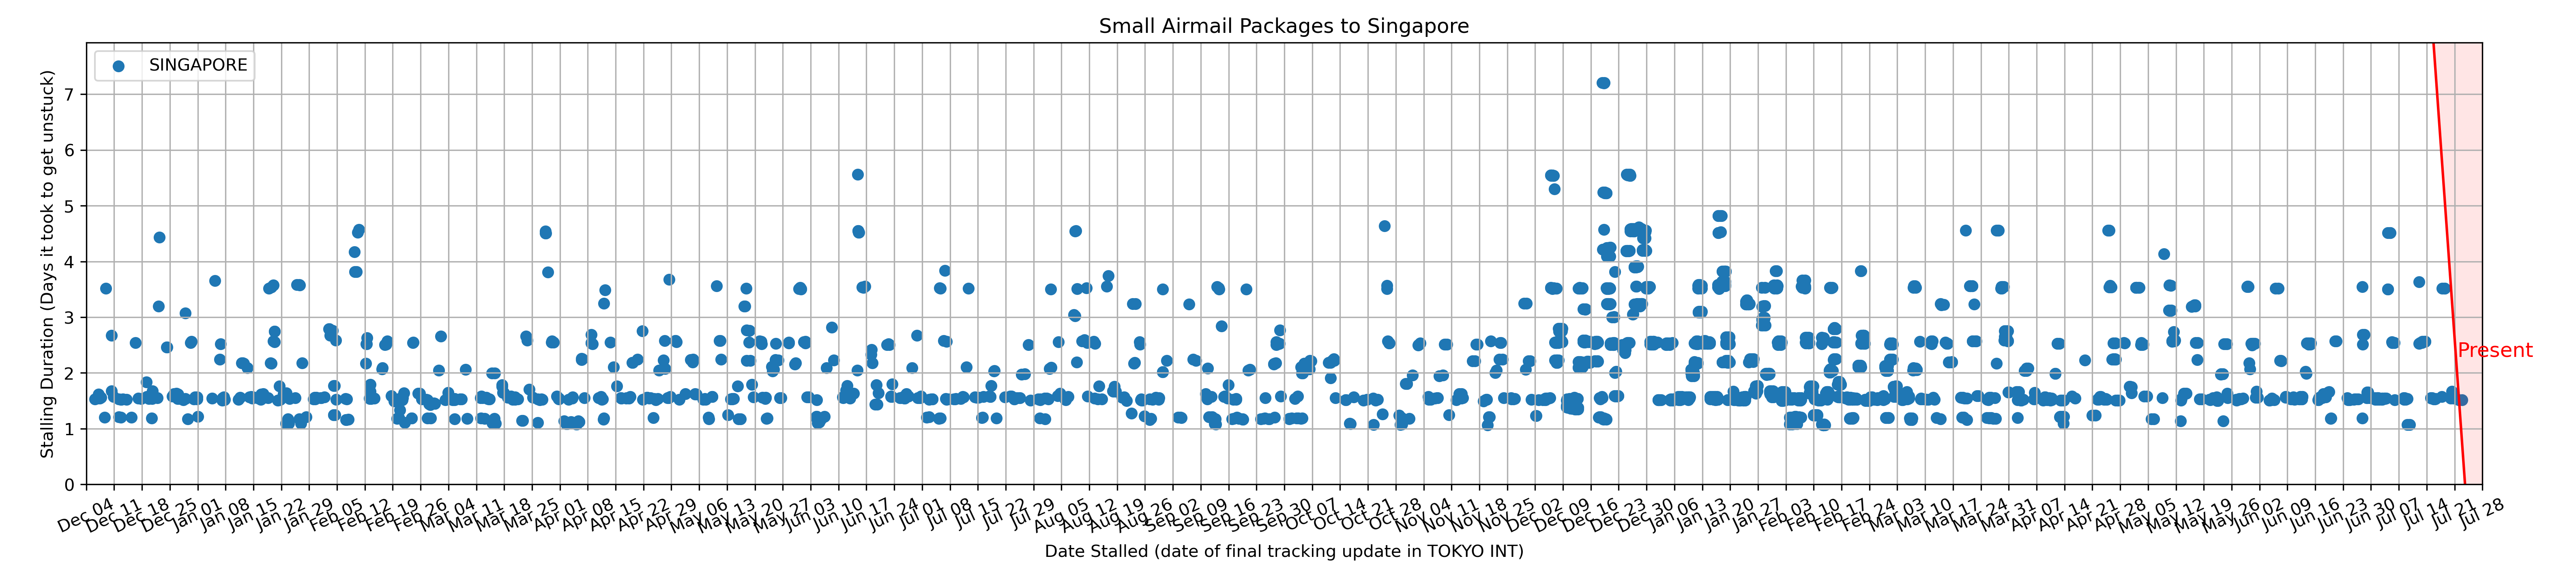 Small Airmail Packages to Singapore
SINGAPORE
Stalling Duration (Days it took to get unstuck)
7
6
5
4
3
2
1
0
Present
Dec 04 Dec 11 Dec 18 Dec 25 Jan 01 Jan 08 Jan 15 Jan 22 Jan 29 Feb 05 Feb 12 Feb 19 Feb 26 Mar 04 Mar 11 Mar 18 Mar 25 Apr 01 Apr 08 Apr 15 Apr 22 Apr 29 May 06 May 13 May 20 May 27 Jun 03 Jun 10 Jun 17 Jun 24 Jul 01 Jul 08 Jul 15 Jul 22 Jul 29 Aug 05 Aug 12 Aug 19 Aug 26 Sep 02 Sep 09 Sep 16 Sep 23 Sep 30 Oct 07 Oct 14 Oct 21 Oct 28 Nov 04 Nov 11 Nov 18 Nov 25 Dec 02 Dec 09 Dec 16 Dec 23 Dec 30 Jan 06 Jan 13 Jan 20 Jan 27 Feb 03 Feb 10 Feb 17 Feb 24 Mar 03 Mar 10 Mar 17 Mar 24 Mar 31 Apr 07 Apr 14 Apr 21 Apr 28 May 05 May 12 May 19 May 26 Jun 02 Jun 09 Jun 16 Jun 23 Jun 30 Jul 07 Jul 14 Jul 21 Jul 28
Date Stalled (date of final tracking update in TOKYO INT)